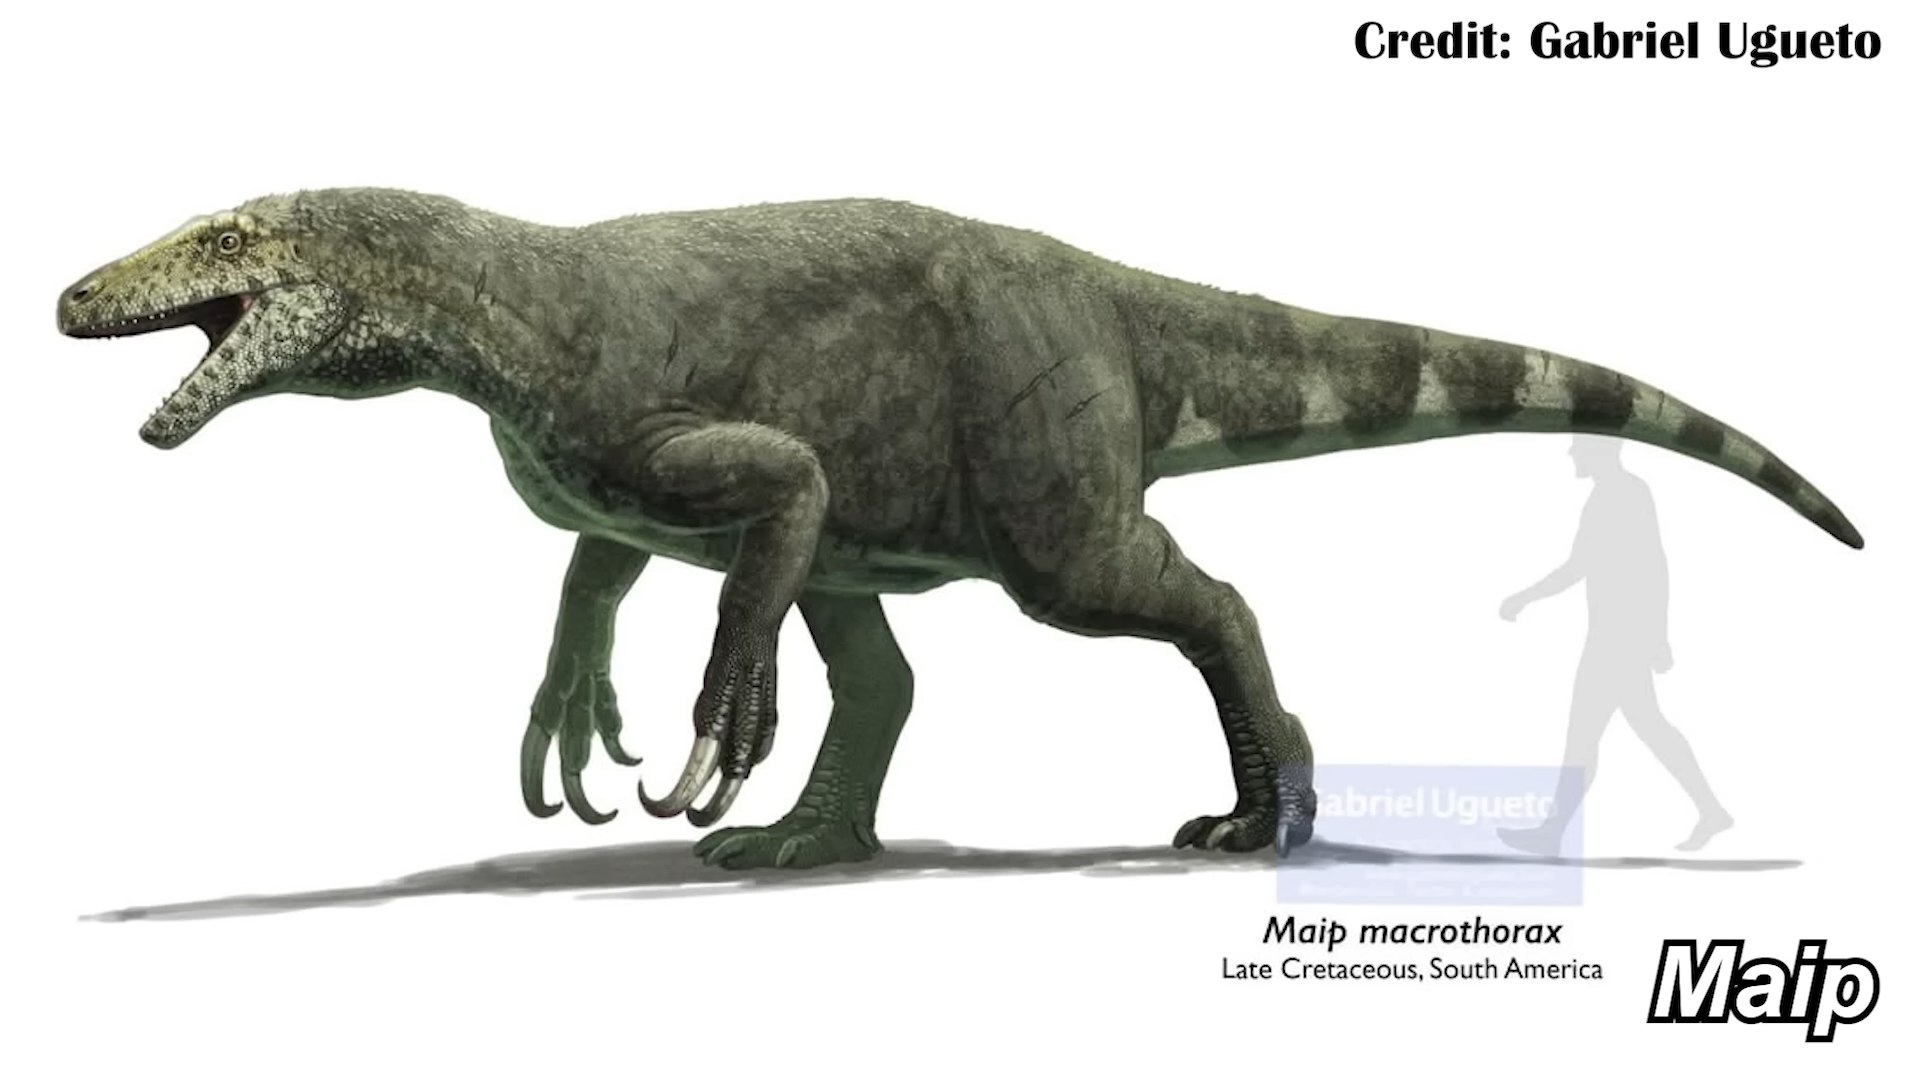 Credit: Gabriel Ugueto
Gabriel Ugueto
Maip macrothorax
Late Cretaceous, South America
Maip